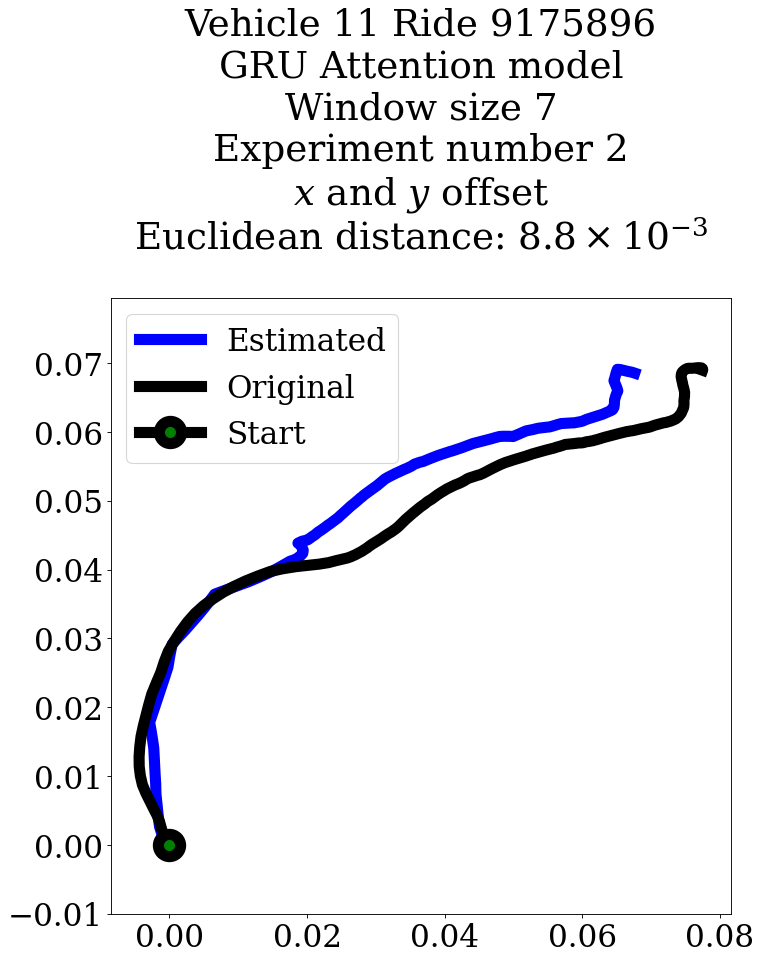 Vehicle 11 Ride 9175896
GRU Attention model
Window size 7
Experiment number 2
x and y offset
Euclidean distance: 8.8 × 10⁻³
Estimated
Original
Start
0.07
0.06
0.05
0.04
0.03
0.02
0.01
0.00
−0.01
0.00 0.02 0.04 0.06 0.08